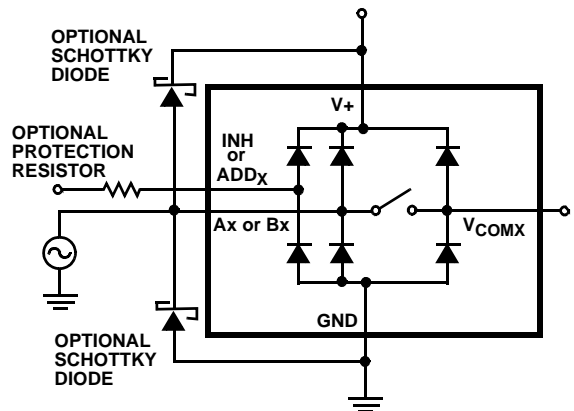 OPTIONAL
SCHOTTKY
DIODE
OPTIONAL
PROTECTION
RESISTOR
V+
INH
or
ADDX
Ax or Bx
VCOMX
GND
OPTIONAL
SCHOTTKY
DIODE